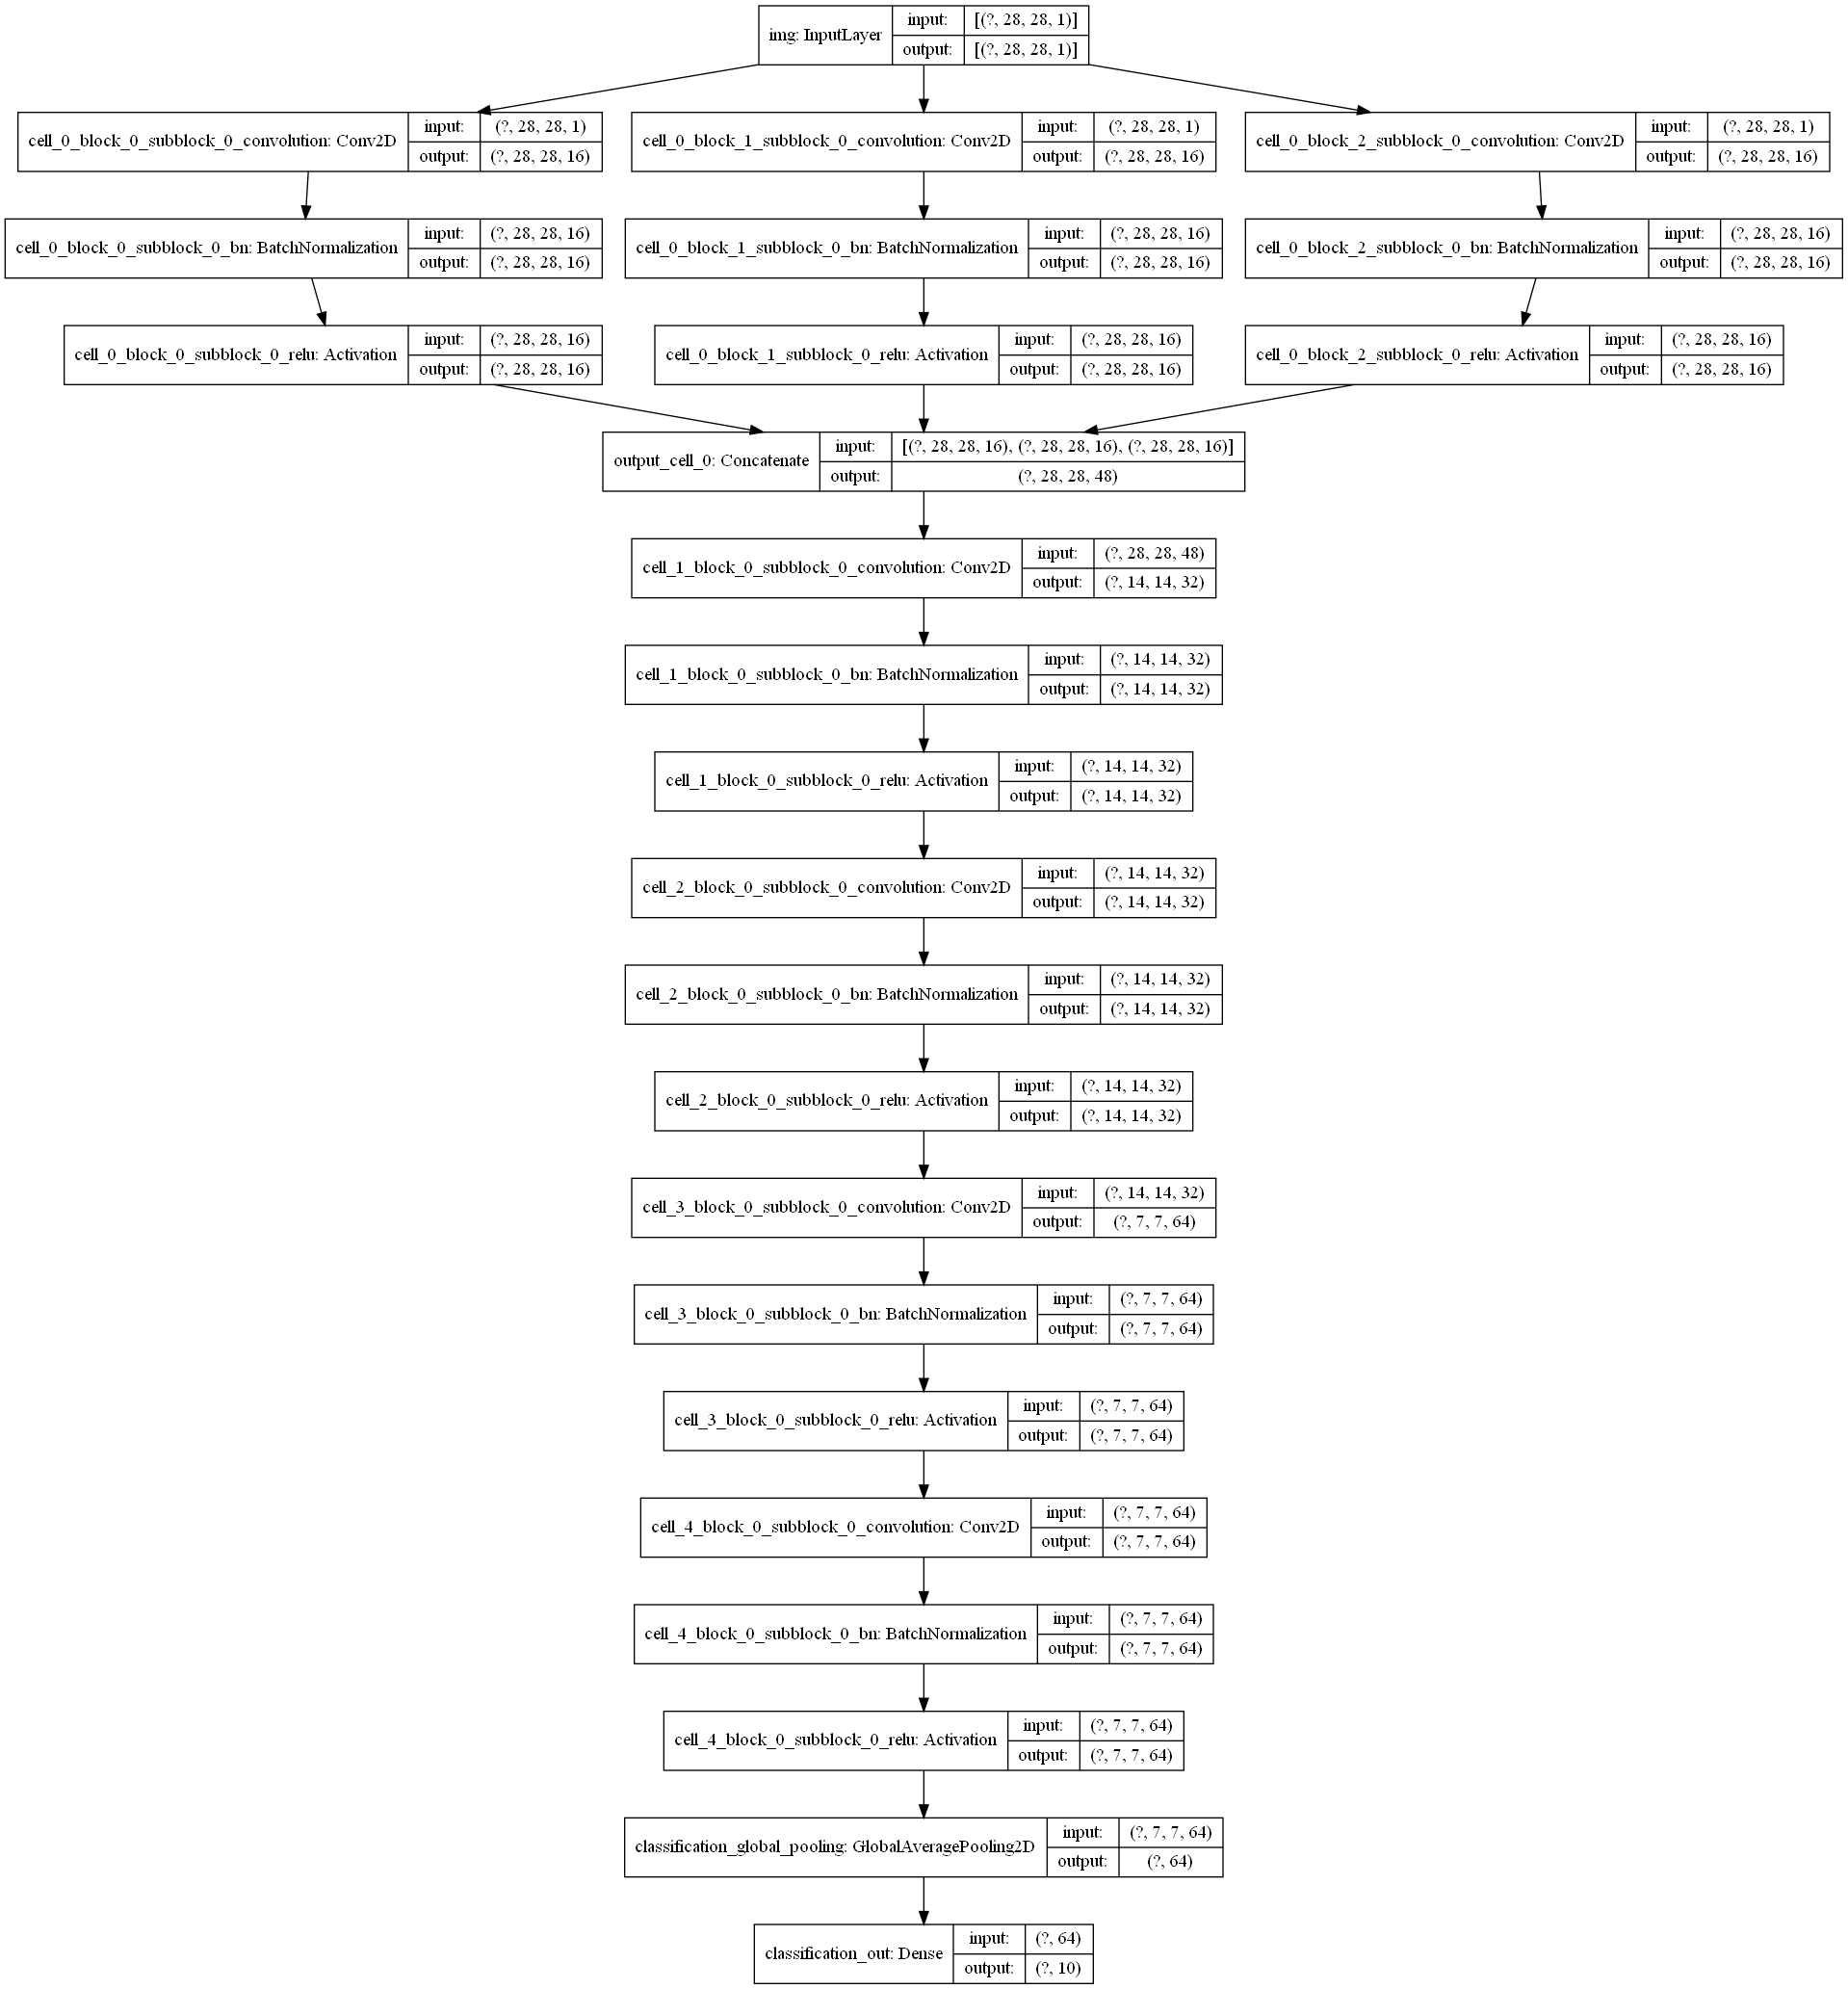 img: InputLayer
input: [(?, 28, 28, 1)]
output: [(?, 28, 28, 1)]
cell_0_block_0_subblock_0_convolution: Conv2D
input: (?, 28, 28, 1)
output: (?, 28, 28, 16)
cell_0_block_1_subblock_0_convolution: Conv2D
input: (?, 28, 28, 1)
output: (?, 28, 28, 16)
cell_0_block_2_subblock_0_convolution: Conv2D
input: (?, 28, 28, 1)
output: (?, 28, 28, 16)
cell_0_block_0_subblock_0_bn: BatchNormalization
input: (?, 28, 28, 16)
output: (?, 28, 28, 16)
cell_0_block_1_subblock_0_bn: BatchNormalization
input: (?, 28, 28, 16)
output: (?, 28, 28, 16)
cell_0_block_2_subblock_0_bn: BatchNormalization
input: (?, 28, 28, 16)
output: (?, 28, 28, 16)
cell_0_block_0_subblock_0_relu: Activation
input: (?, 28, 28, 16)
output: (?, 28, 28, 16)
cell_0_block_1_subblock_0_relu: Activation
input: (?, 28, 28, 16)
output: (?, 28, 28, 16)
cell_0_block_2_subblock_0_relu: Activation
input: (?, 28, 28, 16)
output: (?, 28, 28, 16)
output_cell_0: Concatenate
input: [(?, 28, 28, 16), (?, 28, 28, 16), (?, 28, 28, 16)]
output: (?, 28, 28, 48)
cell_1_block_0_subblock_0_convolution: Conv2D
input: (?, 28, 28, 48)
output: (?, 14, 14, 32)
cell_1_block_0_subblock_0_bn: BatchNormalization
input: (?, 14, 14, 32)
output: (?, 14, 14, 32)
cell_1_block_0_subblock_0_relu: Activation
input: (?, 14, 14, 32)
output: (?, 14, 14, 32)
cell_2_block_0_subblock_0_convolution: Conv2D
input: (?, 14, 14, 32)
output: (?, 14, 14, 32)
cell_2_block_0_subblock_0_bn: BatchNormalization
input: (?, 14, 14, 32)
output: (?, 14, 14, 32)
cell_2_block_0_subblock_0_relu: Activation
input: (?, 14, 14, 32)
output: (?, 14, 14, 32)
cell_3_block_0_subblock_0_convolution: Conv2D
input: (?, 14, 14, 32)
output: (?, 7, 7, 64)
cell_3_block_0_subblock_0_bn: BatchNormalization
input: (?, 7, 7, 64)
output: (?, 7, 7, 64)
cell_3_block_0_subblock_0_relu: Activation
input: (?, 7, 7, 64)
output: (?, 7, 7, 64)
cell_4_block_0_subblock_0_convolution: Conv2D
input: (?, 7, 7, 64)
output: (?, 7, 7, 64)
cell_4_block_0_subblock_0_bn: BatchNormalization
input: (?, 7, 7, 64)
output: (?, 7, 7, 64)
cell_4_block_0_subblock_0_relu: Activation
input: (?, 7, 7, 64)
output: (?, 7, 7, 64)
classification_global_pooling: GlobalAveragePooling2D
input: (?, 7, 7, 64)
output: (?, 64)
classification_out: Dense
input: (?, 64)
output: (?, 10)